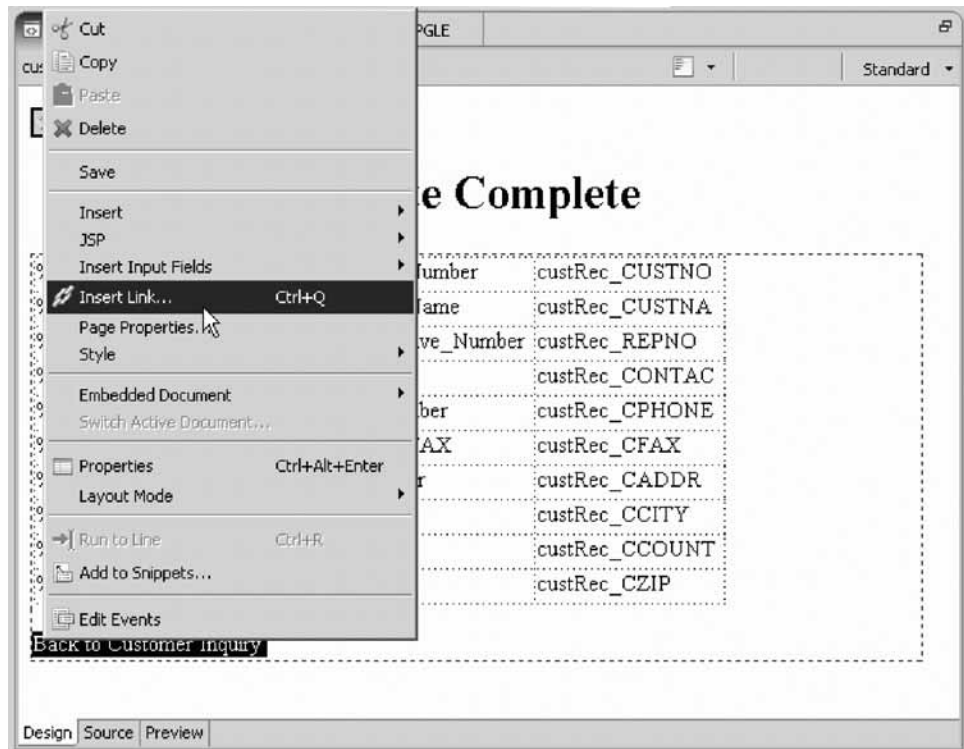 Cut
PGLE
Copy
cus
Standard
Paste
Delete
Save
e Complete
Insert
JSP
Insert Input Fields
umber custRec_CUSTNO
Insert Link... Ctrl+Q
ame custRec_CUSTNA
Page Properties...
ve_Number custRec_REPNO
Style
custRec_CONTAC
Embedded Document
ber custRec_CPHONE
Switch Active Document...
AX custRec_CFAX
Properties Ctrl+Alt+Enter
r custRec_CADDR
Layout Mode
custRec_CCITY
Run to Line Ctrl+R
custRec_CCOUNT
Add to Snippets...
custRec_CZIP
Edit Events
Back to Customer Inquiry
Design Source Preview